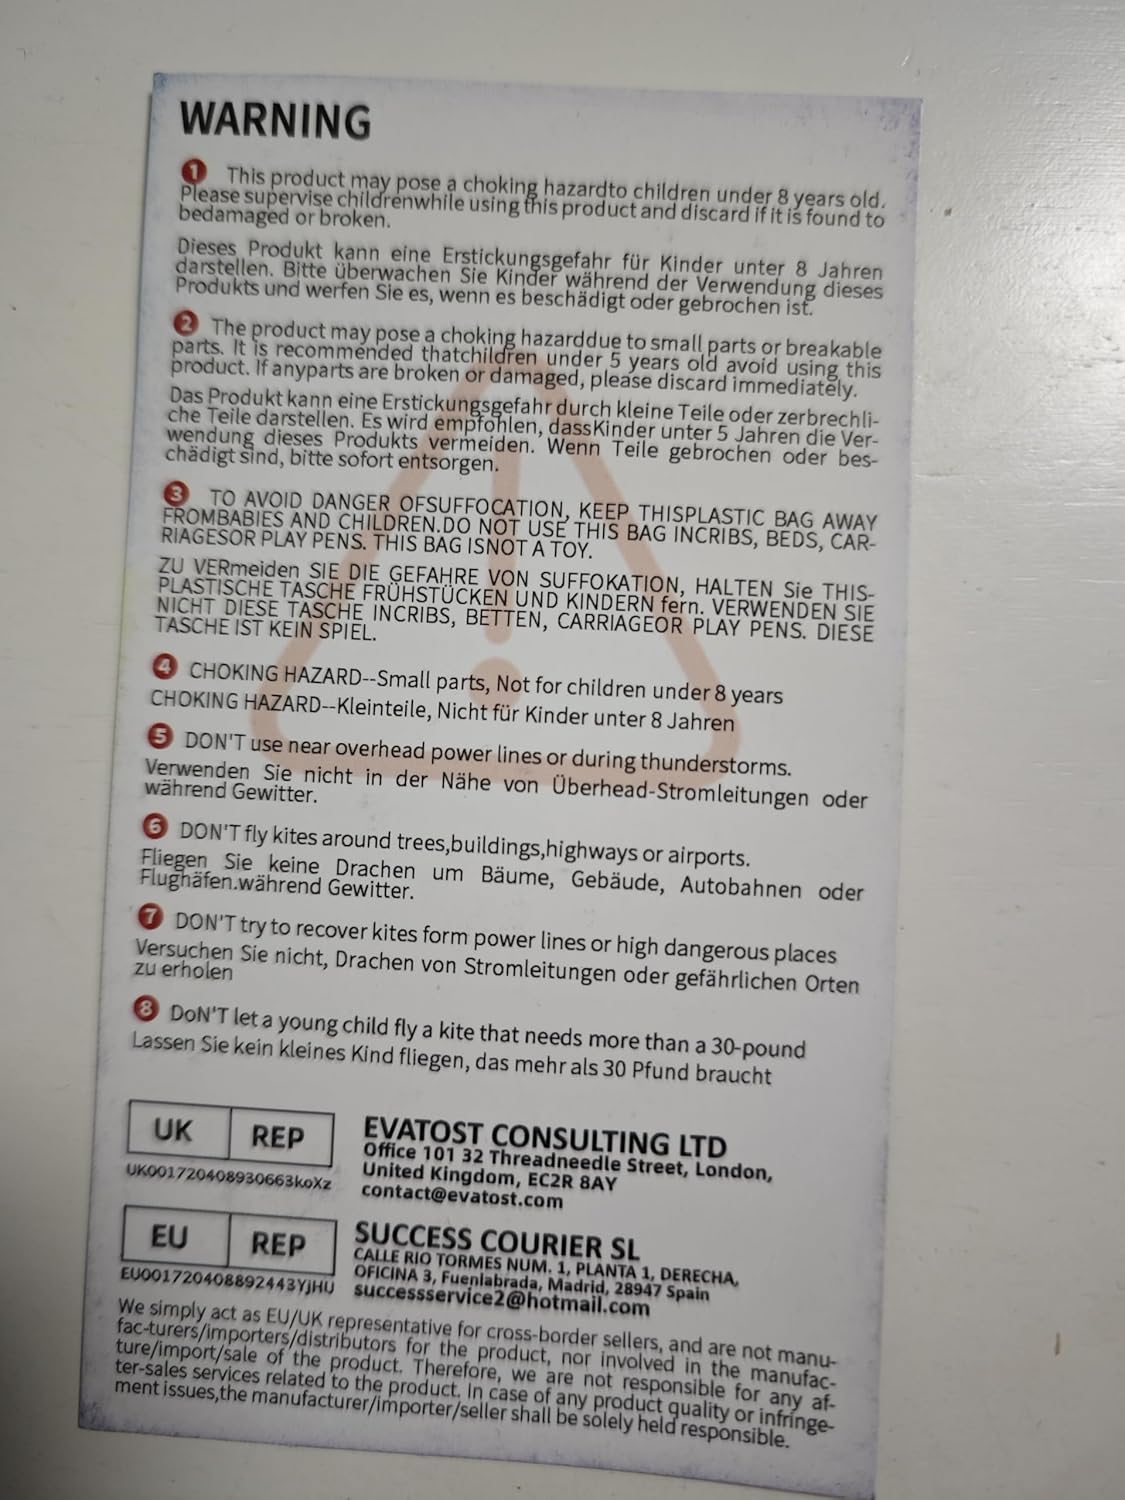 WARNING
1 This product may pose a choking hazardto children under 8 years old.
Please supervise childrenwhile using this product and discard if it is found to
bedamaged or broken.
Dieses Produkt kann eine Erstickungsgefahr für Kinder unter 8 Jahren
darstellen. Bitte überwachen Sie Kinder während der Verwendung dieses
Produkts und werfen Sie es, wenn es beschädigt oder gebrochen ist.
2 The product may pose a choking hazarddue to small parts or breakable
parts. It is recommended thatchildren under 5 years old avoid using this
product. If anyparts are broken or damaged, please discard immediately.
Das Produkt kann eine Erstickungsgefahr durch kleine Teile oder zerbrechli-
che Teile darstellen. Es wird empfohlen, dassKinder unter 5 Jahren die Ver-
wendung dieses Produkts vermeiden. Wenn Teile gebrochen oder bes-
chädigt sind, bitte sofort entsorgen.
3 TO AVOID DANGER OFSUFFOCATION, KEEP THISPLASTIC BAG AWAY
FROMBABIES AND CHILDREN.DO NOT USE THIS BAG INCRIBS, BEDS, CAR-
RIAGESOR PLAY PENS. THIS BAG ISNOT A TOY.
ZU VERmeiden SIE DIE GEFAHRE VON SUFFOKATION, HALTEN Sie THIS-
PLASTISCHE TASCHE FRÜHSTÜCKEN UND KINDERN fern. VERWENDEN SIE
NICHT DIESE TASCHE INCRIBS, BETTEN, CARRIAGEOR PLAY PENS. DIESE
TASCHE IST KEIN SPIEL.
4 CHOKING HAZARD--Small parts, Not for children under 8 years
CHOKING HAZARD--Kleinteile, Nicht für Kinder unter 8 Jahren
5 DON'T use near overhead power lines or during thunderstorms.
Verwenden Sie nicht in der Nähe von Überhead-Stromleitungen oder
während Gewitter.
6 DON'T fly kites around trees,buildings,highways or airports.
Fliegen Sie keine Drachen um Bäume, Gebäude, Autobahnen oder
Flughäfen.während Gewitter.
7 DON'T try to recover kites form power lines or high dangerous places
Versuchen Sie nicht, Drachen von Stromleitungen oder gefährlichen Orten
zu erholen
8 DoN'T let a young child fly a kite that needs more than a 30-pound
Lassen Sie kein kleines Kind fliegen, das mehr als 30 Pfund braucht
UK REP
UK001720408930663koXz
EVATOST CONSULTING LTD
Office 101 32 Threadneedle Street, London,
United Kingdom, EC2R 8AY
contact@evatost.com
EU REP
EU001720408892443YjHU
SUCCESS COURIER SL
CALLE RIO TORMES NUM. 1, PLANTA 1, DERECHA,
OFICINA 3, Fuenlabrada, Madrid, 28947 Spain
successservice2@hotmail.com
We simply act as EU/UK representative for cross-border sellers, and are not manu-
fac-turers/importers/distributors for the product, nor involved in the manufac-
ture/import/sale of the product. Therefore, we are not responsible for any af-
ter-sales services related to the product. In case of any product quality or infringe-
ment issues,the manufacturer/importer/seller shall be solely held responsible.